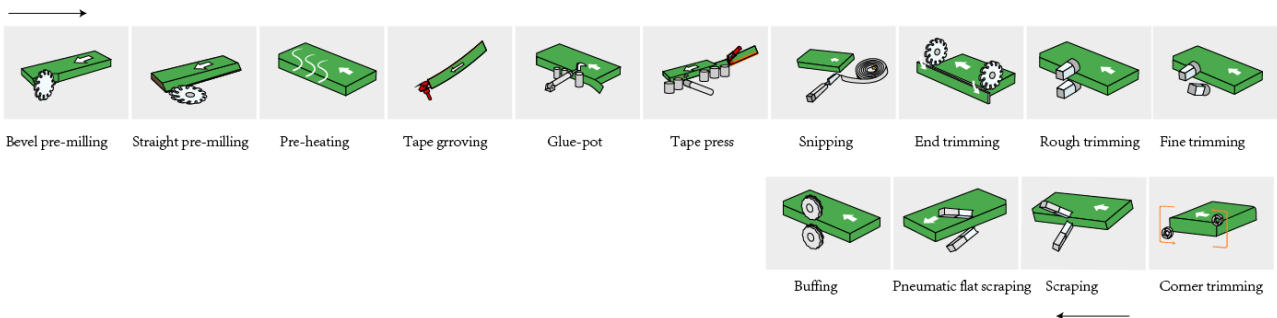 Bevel pre-milling
Straight pre-milling
Pre-heating
Tape grroving
Glue-pot
Tape press
Snipping
End trimming
Rough trimming
Fine trimming
Buffing
Pneumatic flat scraping
Scraping
Corner trimming